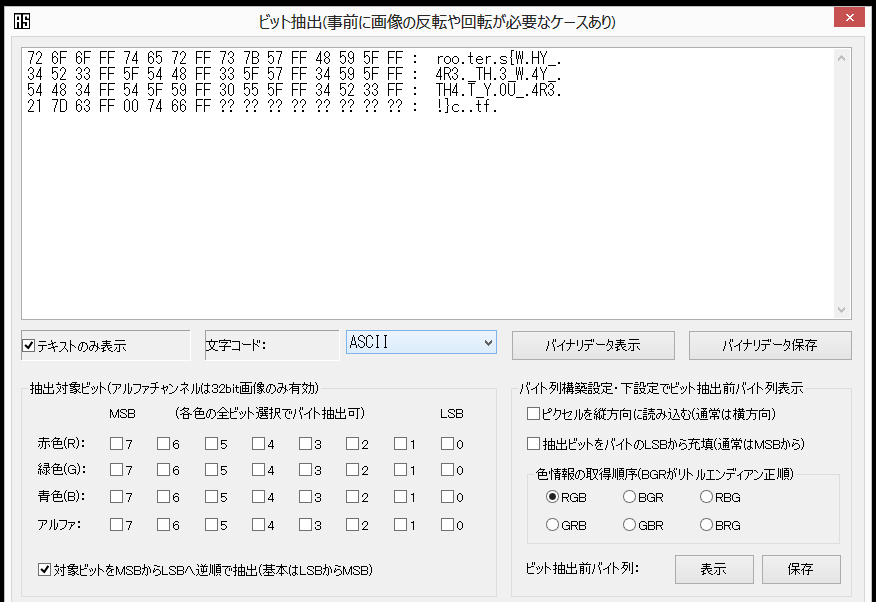 ビット抽出(事前に画像の反転や回転が必要なケースあり)
72 6F 6F FF 74 65 72 FF 73 7B 57 FF 48 59 5F FF : roo.ter.s{W.HY_.
34 52 33 FF 5F 54 48 FF 33 5F 57 FF 34 59 5F FF : 4R3._TH.3_W.4Y_.
54 48 34 FF 54 5F 59 FF 30 55 5F FF 34 52 33 FF : TH4.T_Y.0U_.4R3.
21 7D 63 FF 00 74 66 FF ?? ?? ?? ?? ?? ?? ?? ?? : !}c..tf.
テキストのみ表示 文字コード: ASCII バイナリデータ表示 バイナリデータ保存
抽出対象ビット(アルファチャンネルは32bit画像のみ有効)
MSB (各色の全ビット選択でバイト抽出可) LSB
赤色(R): 7 6 5 4 3 2 1 0
緑色(G): 7 6 5 4 3 2 1 0
青色(B): 7 6 5 4 3 2 1 0
アルファ: 7 6 5 4 3 2 1 0
対象ビットをMSBからLSBへ逆順で抽出(基本はLSBからMSB)
バイト列構築設定・下設定でビット抽出前バイト列表示
ピクセルを縦方向に読み込む(通常は横方向)
抽出ビットをバイトのLSBから充填(通常はMSBから)
色情報の取得順序(BGRがリトルエンディアン正順)
RGB BGR RBG
GRB GBR BRG
ビット抽出前バイト列: 表示 保存